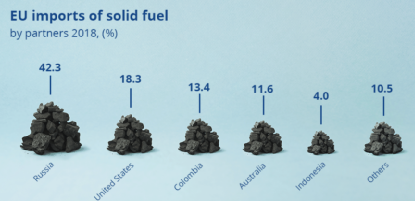 EU imports of solid fuel
by partners 2018, (%)
42.3
18.3
13.4
11.6
4.0
10.5
Russia
United States
Colombia
Australia
Indonesia
Others